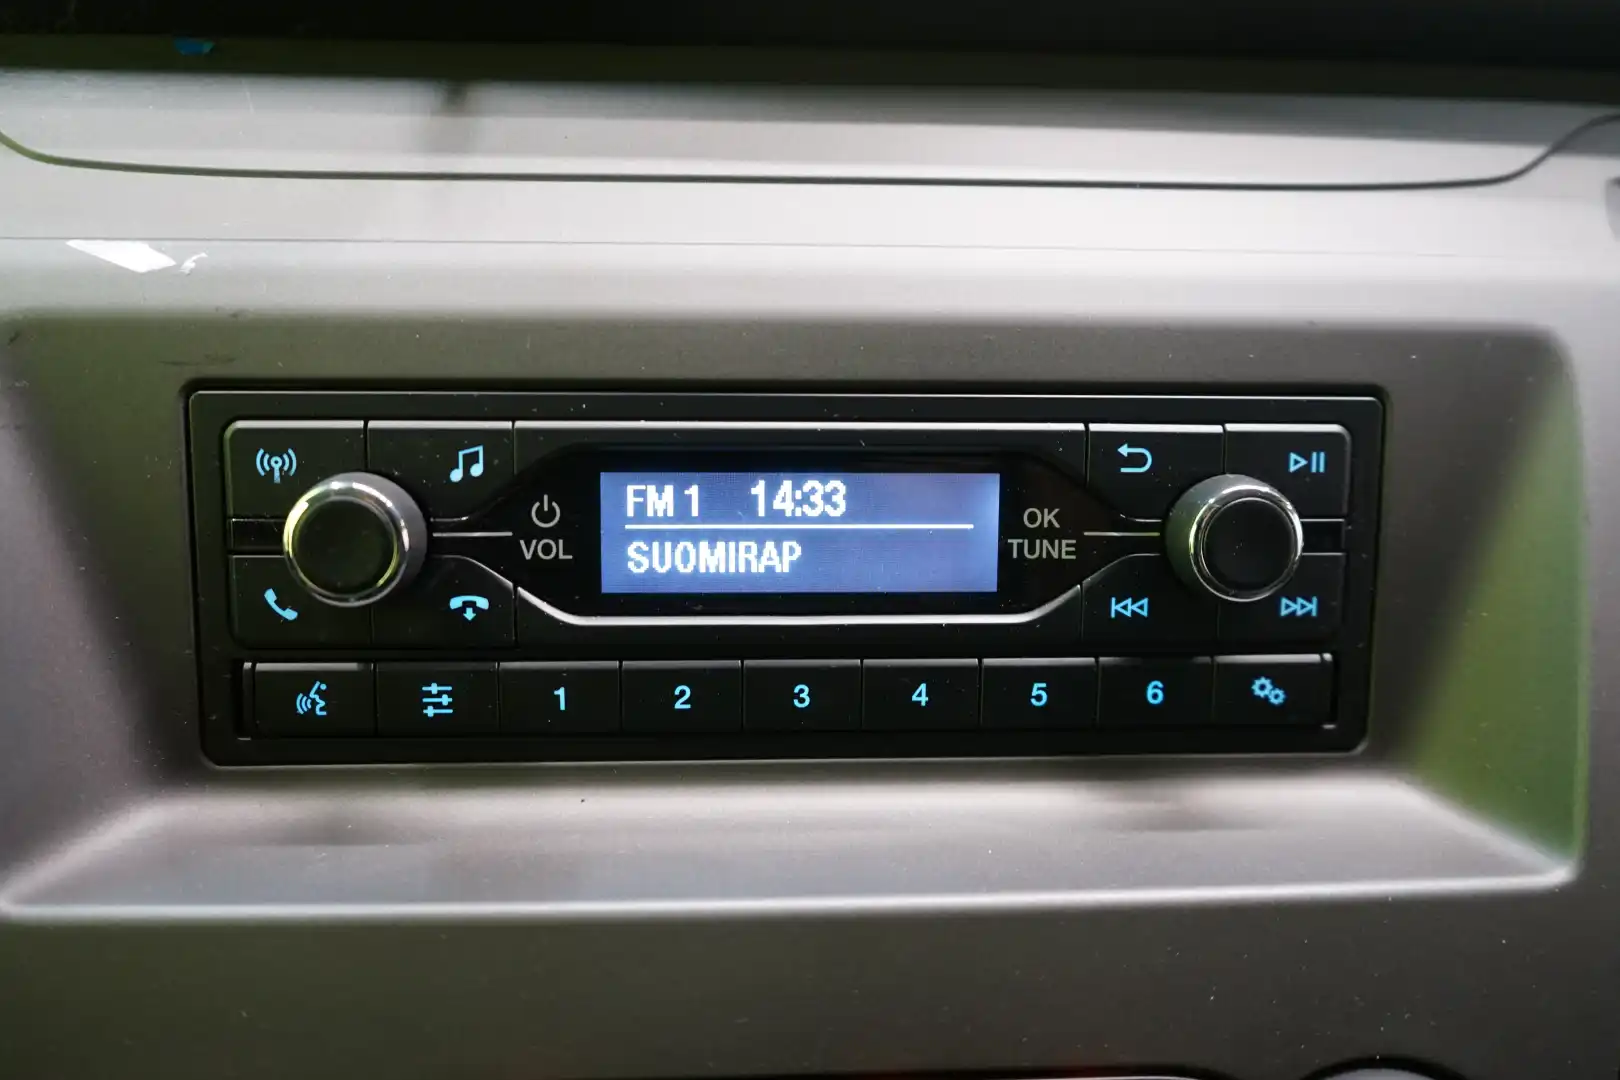 FM 1 14:33
SUOMIRAP
VOL
OK
TUNE
1 2 3 4 5 6